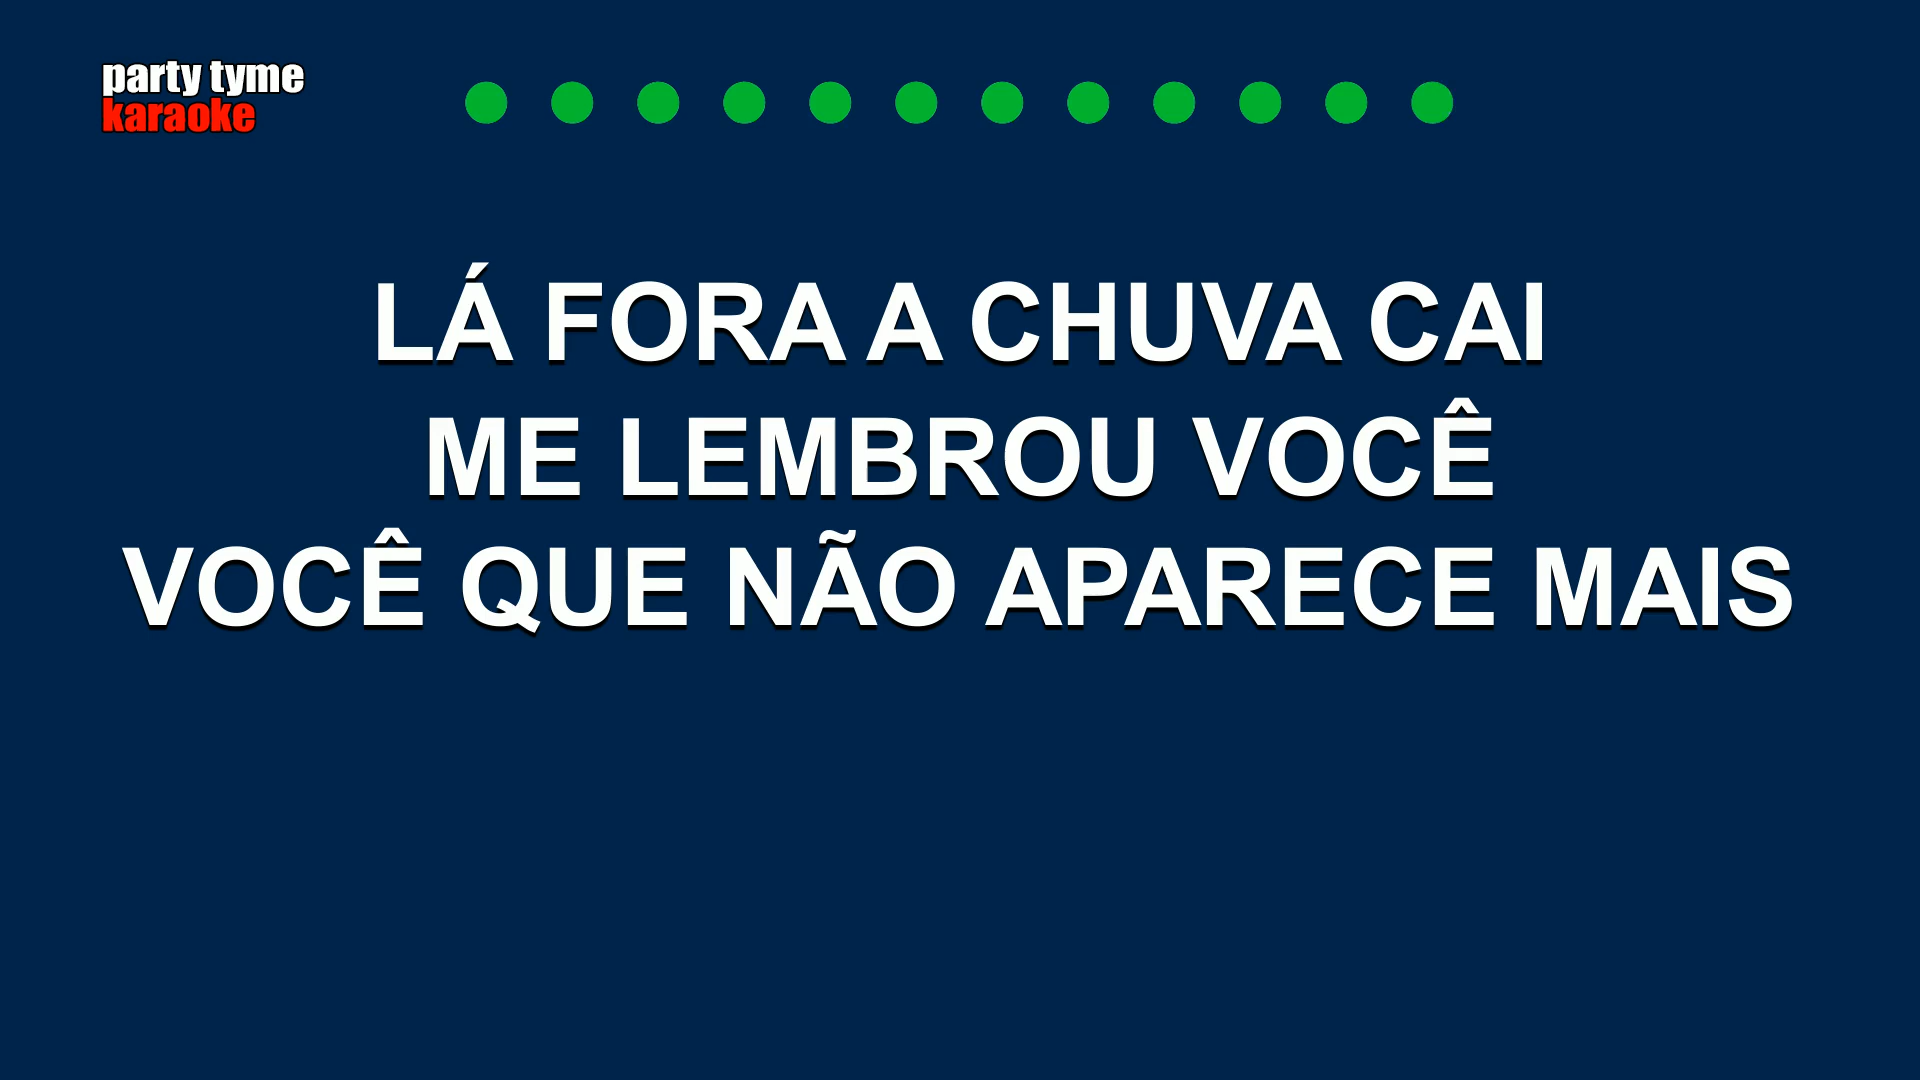 party tyme
karaoke
LÁ FORA A CHUVA CAI
ME LEMBROU VOCÊ
VOCÊ QUE NÃO APARECE MAIS